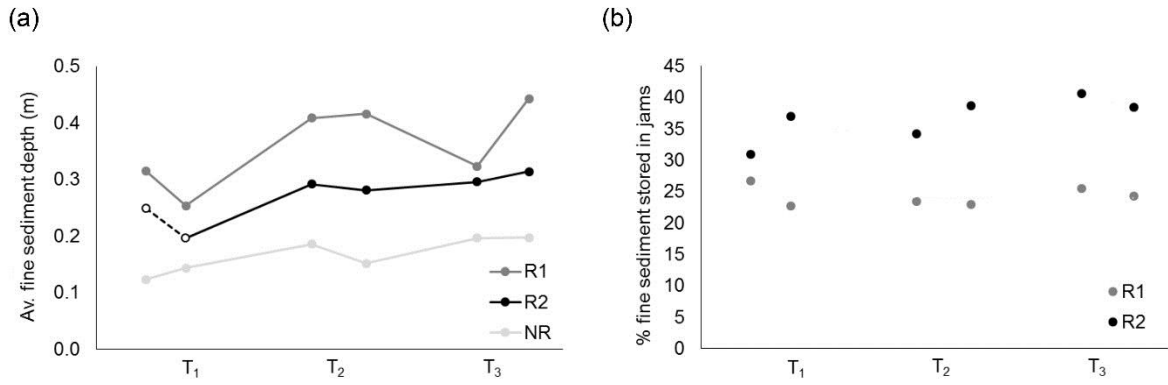 (a)
Av. fine sediment depth (m)
0.5
0.4
0.3
0.2
0.1
0.0
T1
T2
T3
R1
R2
NR
(b)
% fine sediment stored in jams
45
40
35
30
25
20
15
10
5
0
T1
T2
T3
R1
R2